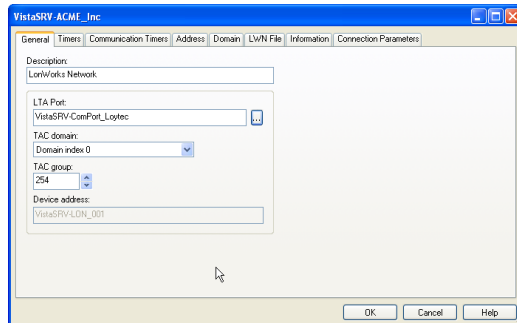 VistaSRV-ACME_Inc
General Timers Communication Timers Address Domain LWN File Information Connection Parameters
Description:
LonWorks Network
LTA Port:
VistaSRV-ComPort_Loytec
...
TAC domain:
Domain index 0
TAC group:
254
Device address:
VistaSRV-LON_001
OK Cancel Help